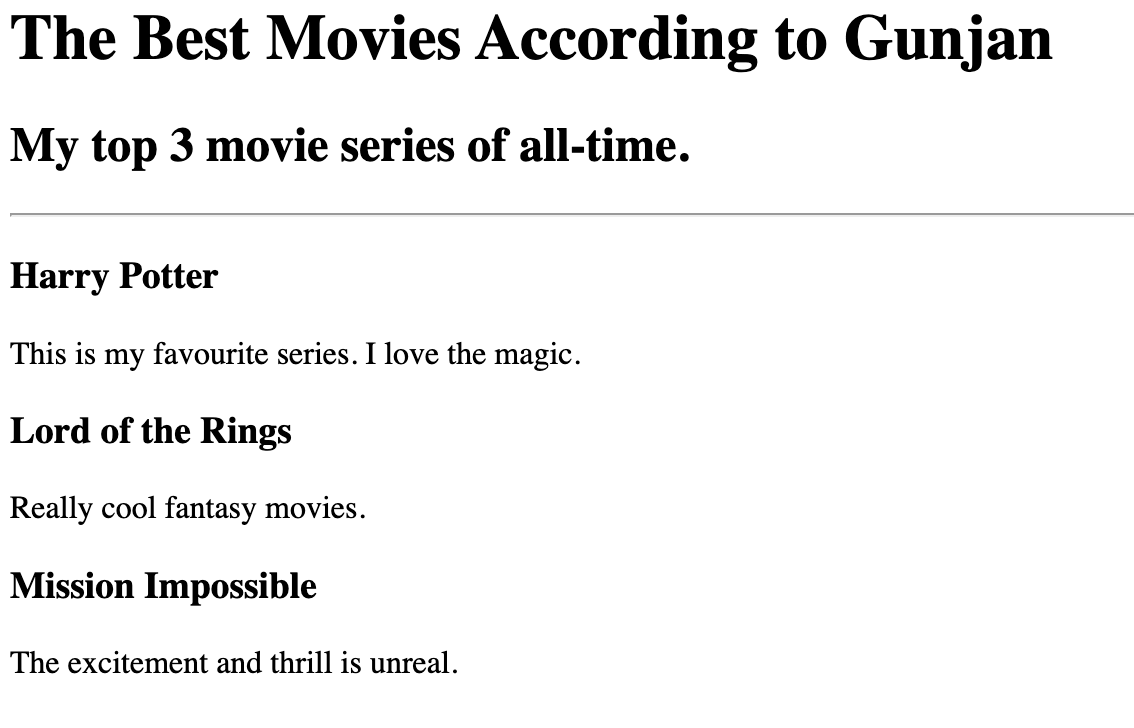 The Best Movies According to Gunjan
My top 3 movie series of all-time.
Harry Potter
This is my favourite series. I love the magic.
Lord of the Rings
Really cool fantasy movies.
Mission Impossible
The excitement and thrill is unreal.